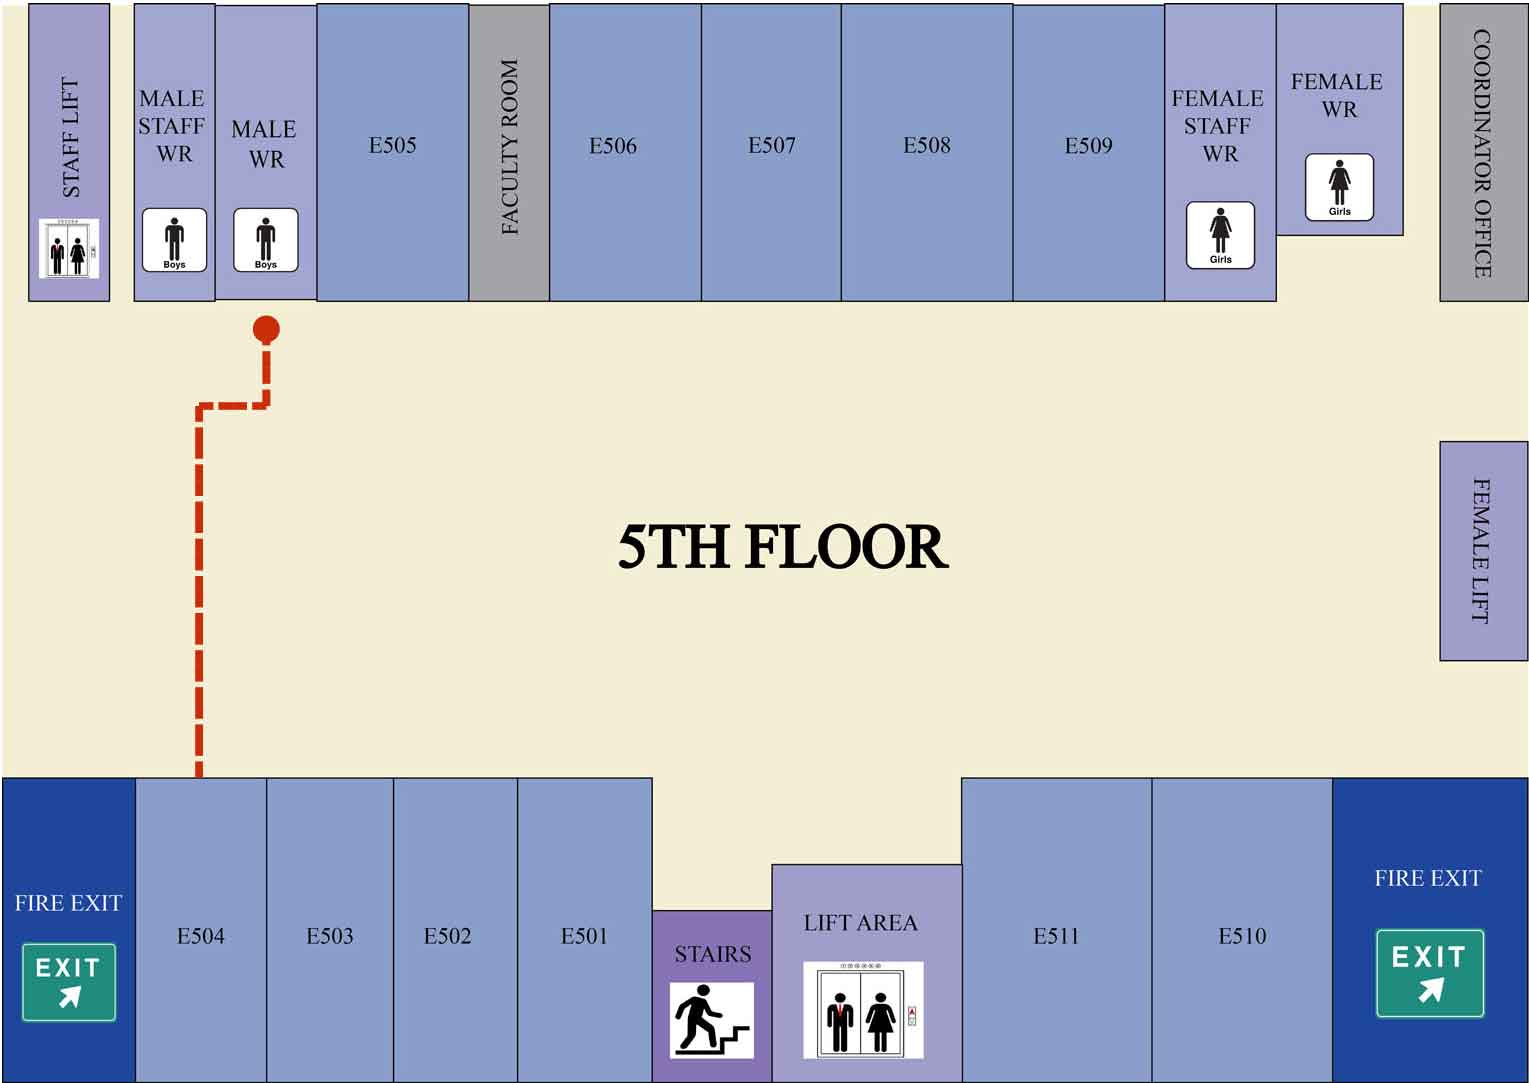 STAFF LIFT
MALE
STAFF
WR
Boys
MALE
WR
Boys
E505
FACULTY ROOM
E506
E507
E508
E509
FEMALE
STAFF
WR
Girls
FEMALE
WR
Girls
COORDINATOR OFFICE
5TH FLOOR
FEMALE LIFT
FIRE EXIT
EXIT
E504
E503
E502
E501
STAIRS
LIFT AREA
E511
E510
FIRE EXIT
EXIT